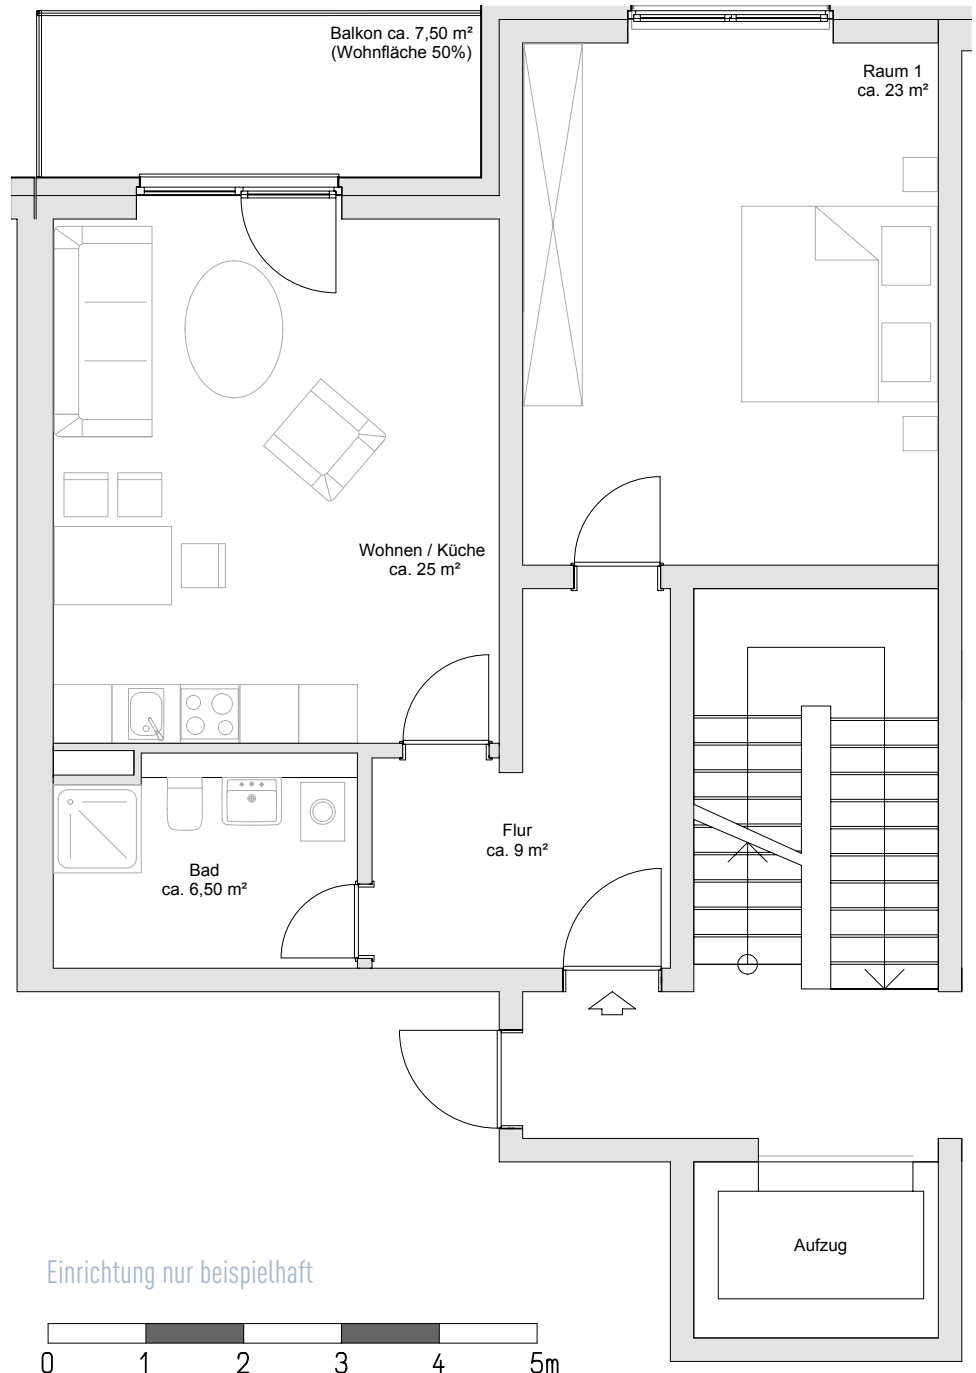 Balkon ca. 7,50 m²
(Wohnfläche 50%)
Raum 1
ca. 23 m²
Wohnen / Küche
ca. 25 m²
Flur
ca. 9 m²
Bad
ca. 6,50 m²
Aufzug
Einrichtung nur beispielhaft
0 1 2 3 4 5m